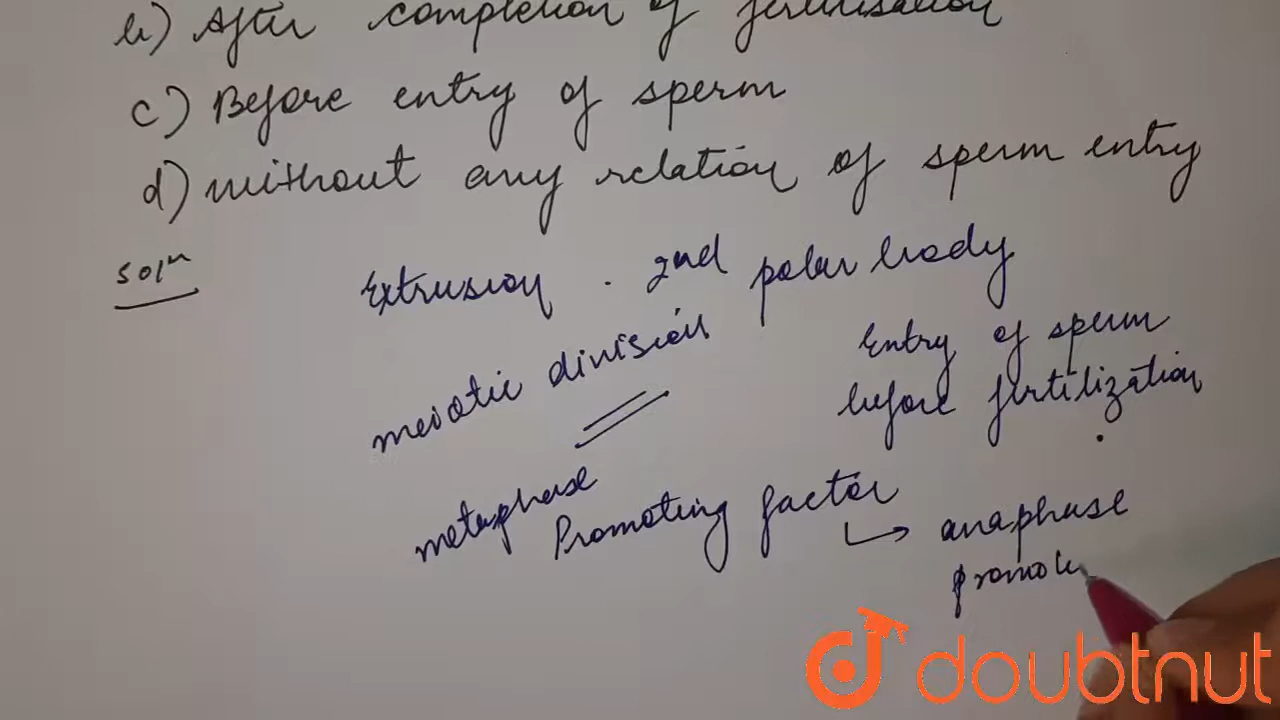 b) After completion of fertilisation
c) Before entry of sperm
d) without any relation of sperm entry
Solⁿ
Extrusion . 2nd polar body
meiotic division
Entry of sperm
before fertilization
metaphase
Promoting factor
anaphase
promote
doubtnut